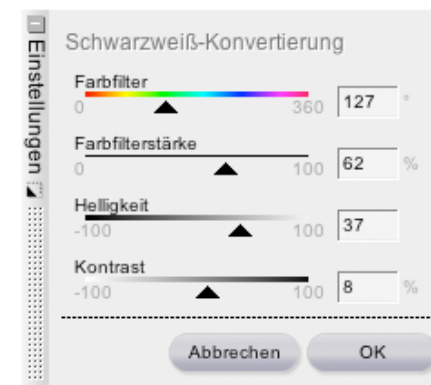 Einstellungen
Schwarzweiß-Konvertierung
Farbfilter
0 360 127 °
Farbfilterstärke
0 100 62 %
Helligkeit
-100 100 37
Kontrast
-100 100 8 %
Abbrechen OK